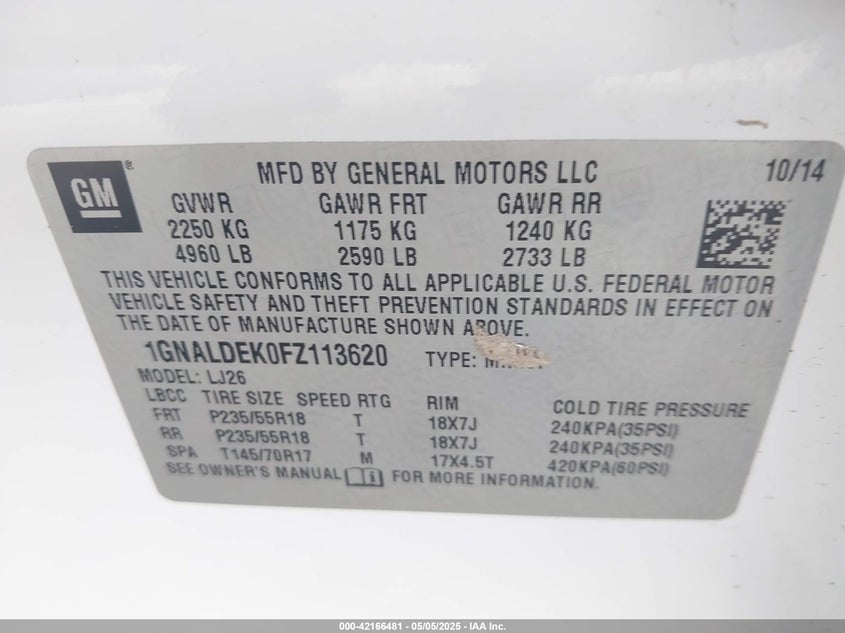 GM ®
MFD BY GENERAL MOTORS LLC 10/14
GVWR GAWR FRT GAWR RR
2250 KG 1175 KG 1240 KG
4960 LB 2590 LB 2733 LB
THIS VEHICLE CONFORMS TO ALL APPLICABLE U.S. FEDERAL MOTOR
VEHICLE SAFETY AND THEFT PREVENTION STANDARDS IN EFFECT ON
THE DATE OF MANUFACTURE SHOWN ABOVE.
1GNALDEK0FZ113620 TYPE:
MODEL: LJ26
LBCC TIRE SIZE SPEED RTG RIM COLD TIRE PRESSURE
FRT P235/55R18 T 18X7J 240KPA(35PSI)
RR P235/55R18 T 18X7J 240KPA(35PSI)
SPA T145/70R17 M 17X4.5T 420KPA(60PSI)
SEE OWNER'S MANUAL FOR MORE INFORMATION.
000-42166481 - 05/05/2025 - IAA Inc.